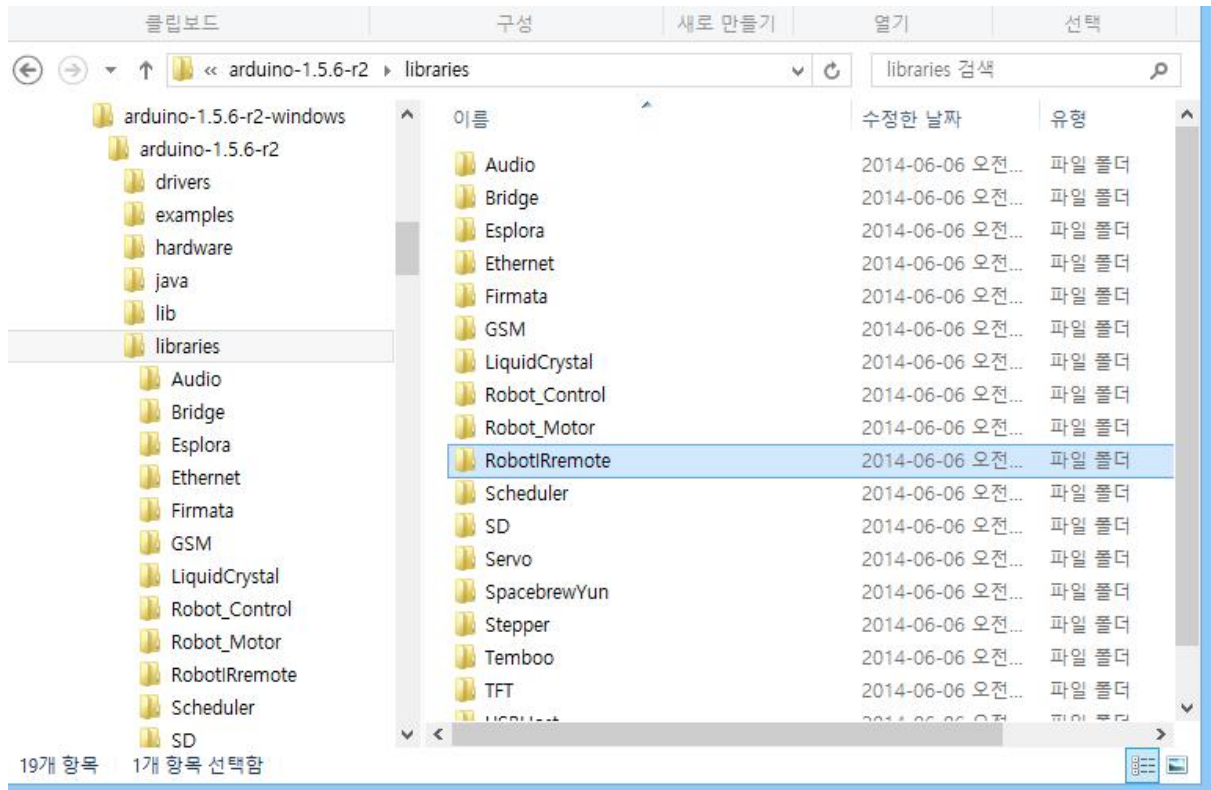 클립보드 구성 새로 만들기 열기 선택
« arduino-1.5.6-r2 libraries libraries 검색
arduino-1.5.6-r2-windows
arduino-1.5.6-r2
drivers
examples
hardware
java
lib
libraries
Audio
Bridge
Esplora
Ethernet
Firmata
GSM
LiquidCrystal
Robot_Control
Robot_Motor
RobotIRremote
Scheduler
SD
이름 수정한 날짜 유형
Audio 2014-06-06 오전... 파일 폴더
Bridge 2014-06-06 오전... 파일 폴더
Esplora 2014-06-06 오전... 파일 폴더
Ethernet 2014-06-06 오전... 파일 폴더
Firmata 2014-06-06 오전... 파일 폴더
GSM 2014-06-06 오전... 파일 폴더
LiquidCrystal 2014-06-06 오전... 파일 폴더
Robot_Control 2014-06-06 오전... 파일 폴더
Robot_Motor 2014-06-06 오전... 파일 폴더
RobotIRremote 2014-06-06 오전... 파일 폴더
Scheduler 2014-06-06 오전... 파일 폴더
SD 2014-06-06 오전... 파일 폴더
Servo 2014-06-06 오전... 파일 폴더
SpacebrewYun 2014-06-06 오전... 파일 폴더
Stepper 2014-06-06 오전... 파일 폴더
Temboo 2014-06-06 오전... 파일 폴더
TFT 2014-06-06 오전... 파일 폴더
19개 항목 1개 항목 선택함